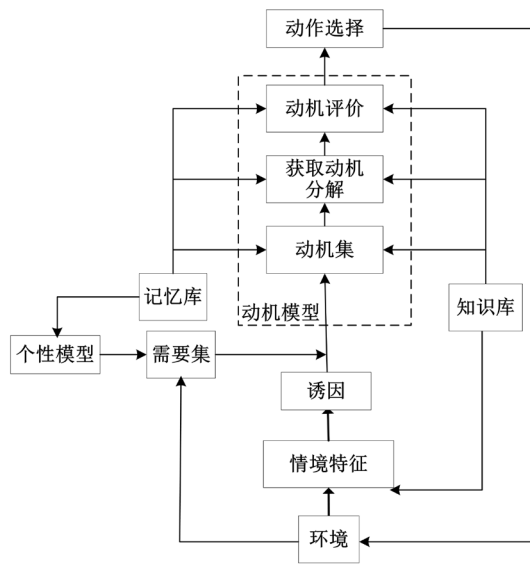 动作选择
动机评价
获取动机
分解
动机集
记忆库
动机模型
知识库
个性模型
需要集
诱因
情境特征
环境